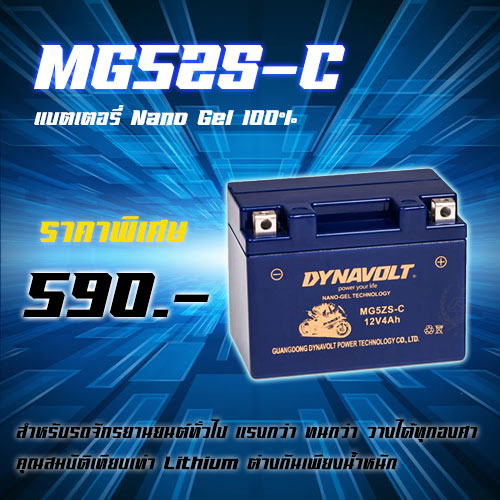 MG5ZS-C
แบตเตอรี่ Nano Gel 100%
ราคาพิเศษ
590.-
DYNAVOLT
power your life
NANO-GEL TECHNOLOGY
MG5ZS-C
12V4Ah
GUANGDONG DYNAVOLT POWER TECHNOLOGY CO., LTD.
สำหรับรถจักรยานยนต์ทั่วไป แรงกว่า ทนกว่า วางได้ทุกองศา
คุณสมบัติเทียบเท่า Lithium ต่างกันเพียงน้ำหนัก